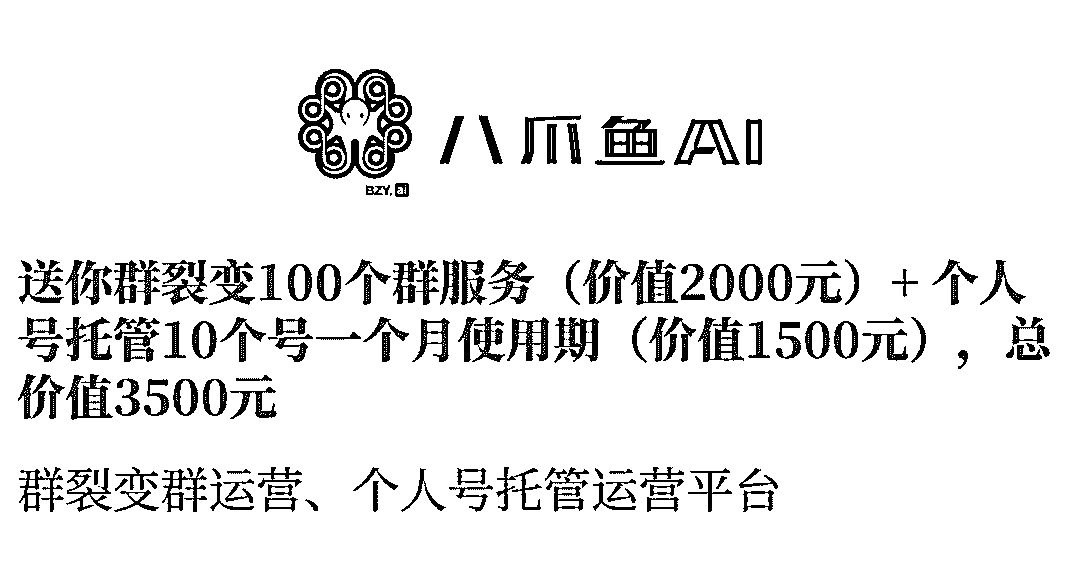 八爪鱼AI
BZY.ai
送你群裂变100个群服务（价值2000元）+ 个人
号托管10个号一个月使用期（价值1500元），总
价值3500元
群裂变群运营、个人号托管运营平台